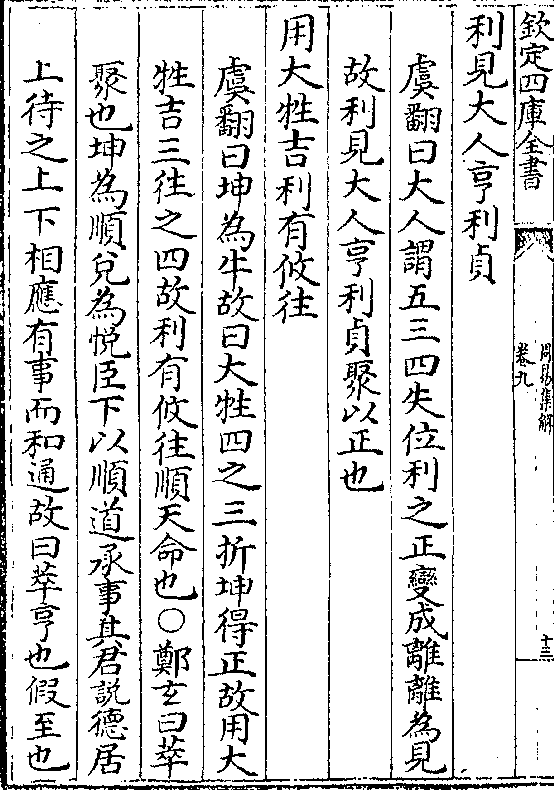 欽定四庫全書
周易集解
卷九
十三
利見大人亨利貞
虞翻曰大人謂五三四失位利之正變成離離為見
故利見大人亨利貞聚以正也
用大牲吉利有攸往
虞翻曰坤為牛故曰大牲四之三折坤得正故用大
牲吉三往之四故利有攸往順天命也○鄭玄曰萃
聚也坤為順兌為悦臣下以順道承事其君説德居
上待之上下相應有事而和通故曰萃亨也假至也